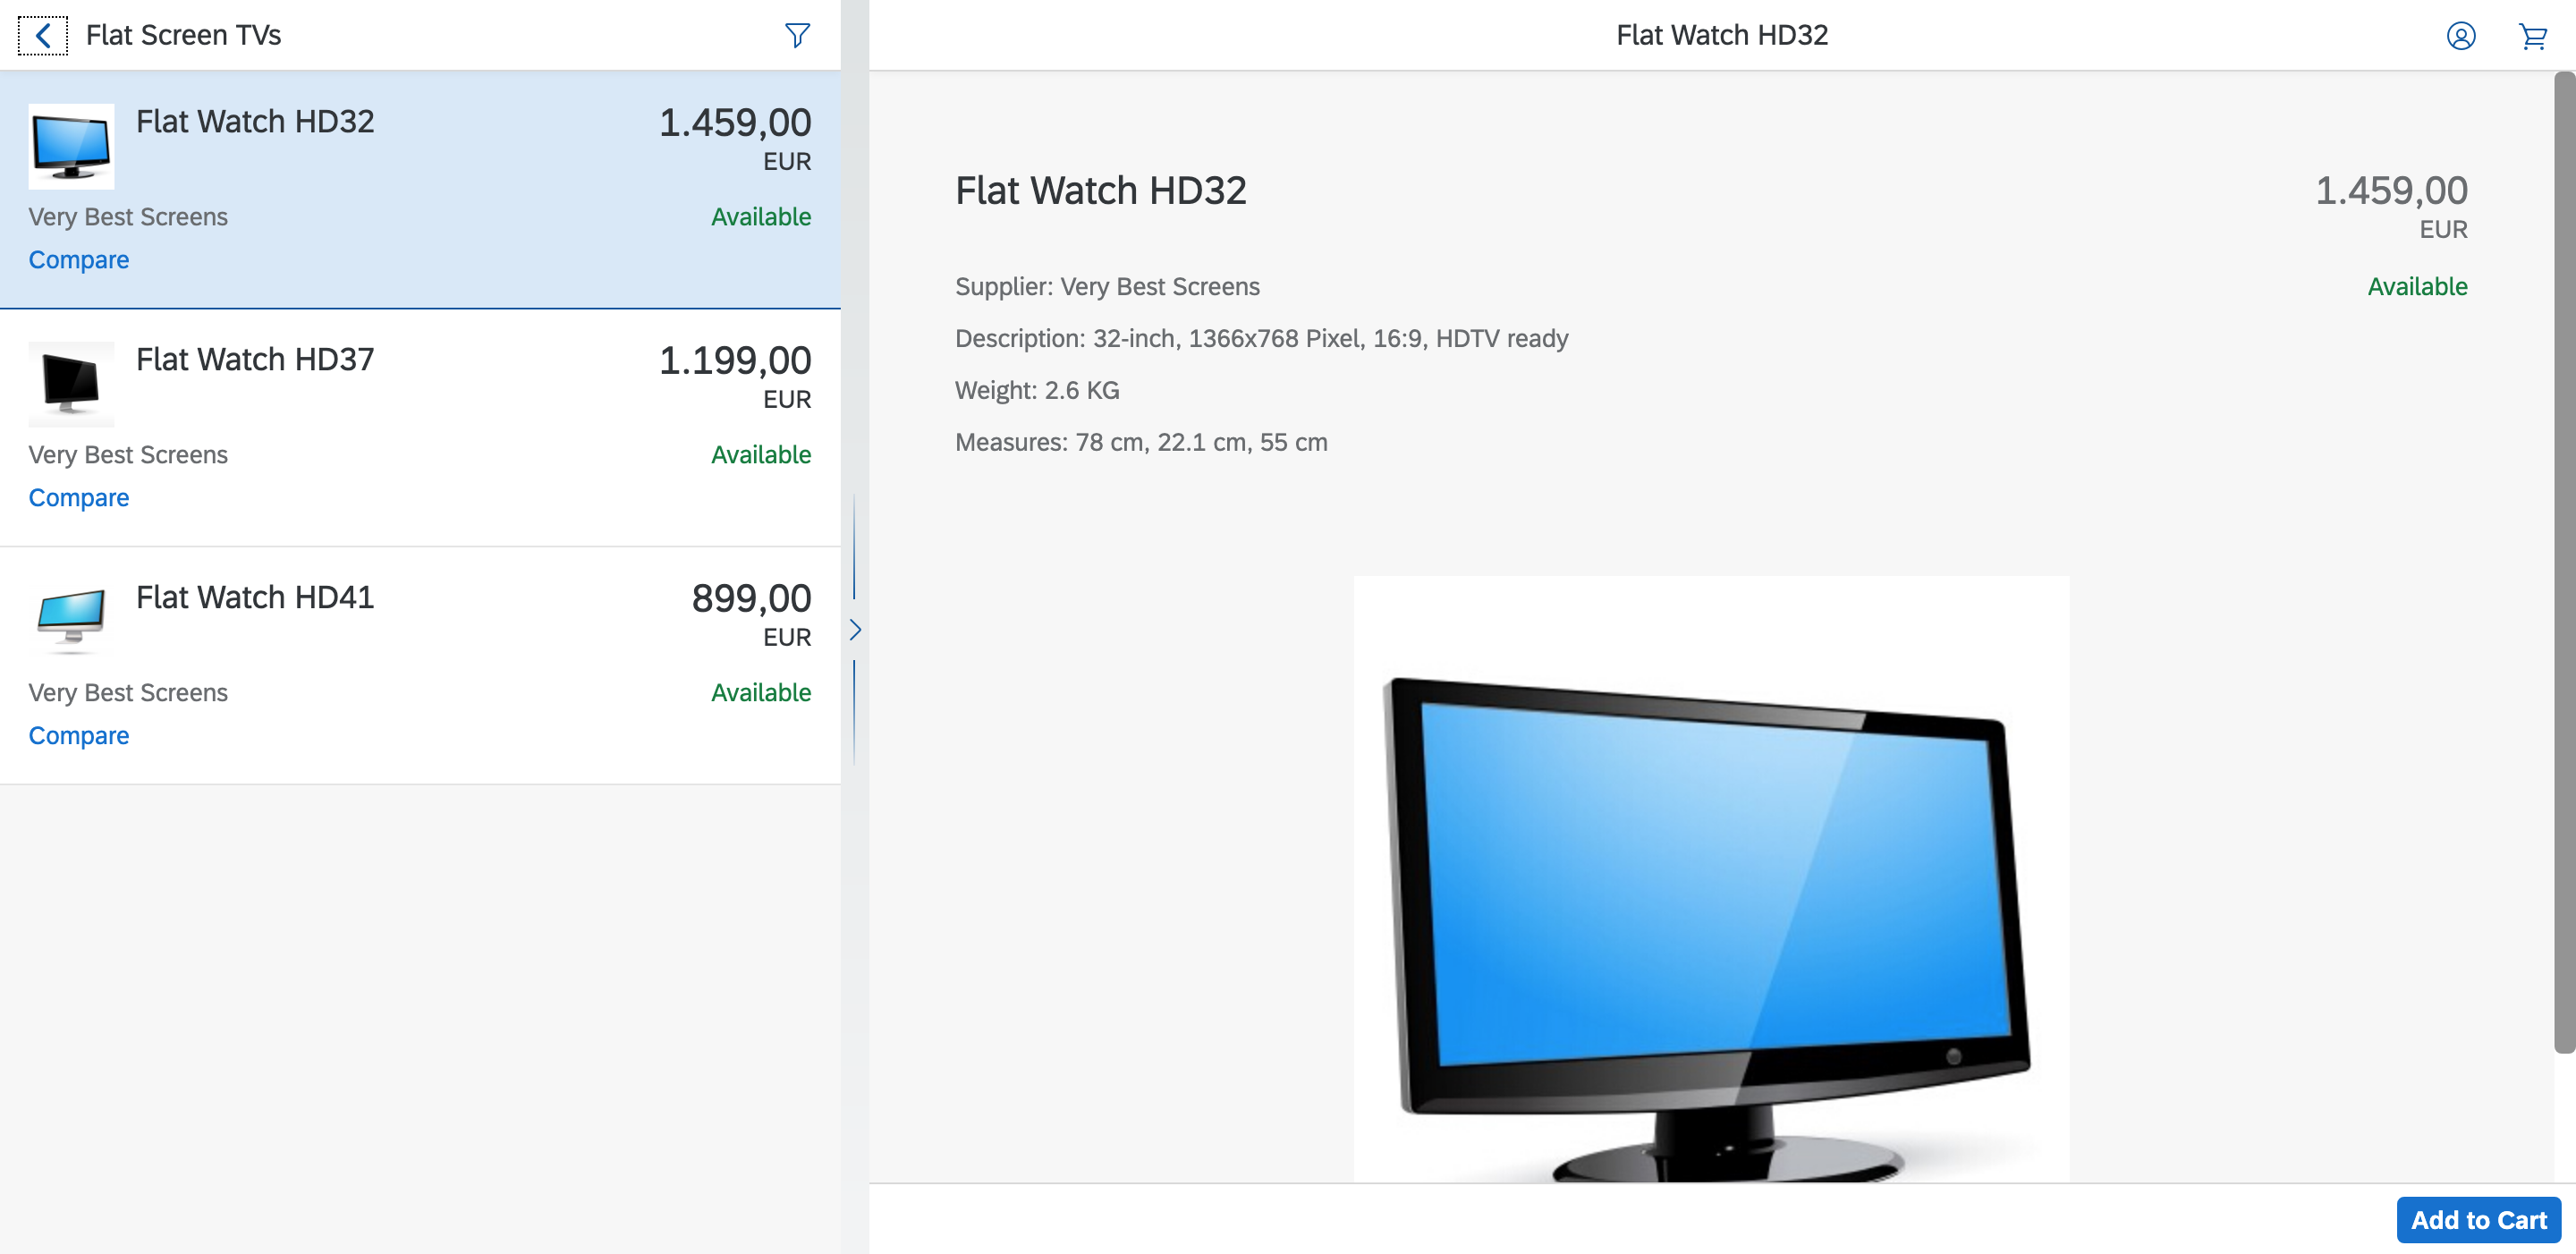 Flat Screen TVs
Flat Watch HD32
1.459,00
EUR
Very Best Screens
Available
Compare
Flat Watch HD37
1.199,00
EUR
Very Best Screens
Available
Compare
Flat Watch HD41
899,00
EUR
Very Best Screens
Available
Compare
Flat Watch HD32
Flat Watch HD32
1.459,00
EUR
Supplier: Very Best Screens
Available
Description: 32-inch, 1366x768 Pixel, 16:9, HDTV ready
Weight: 2.6 KG
Measures: 78 cm, 22.1 cm, 55 cm
Add to Cart